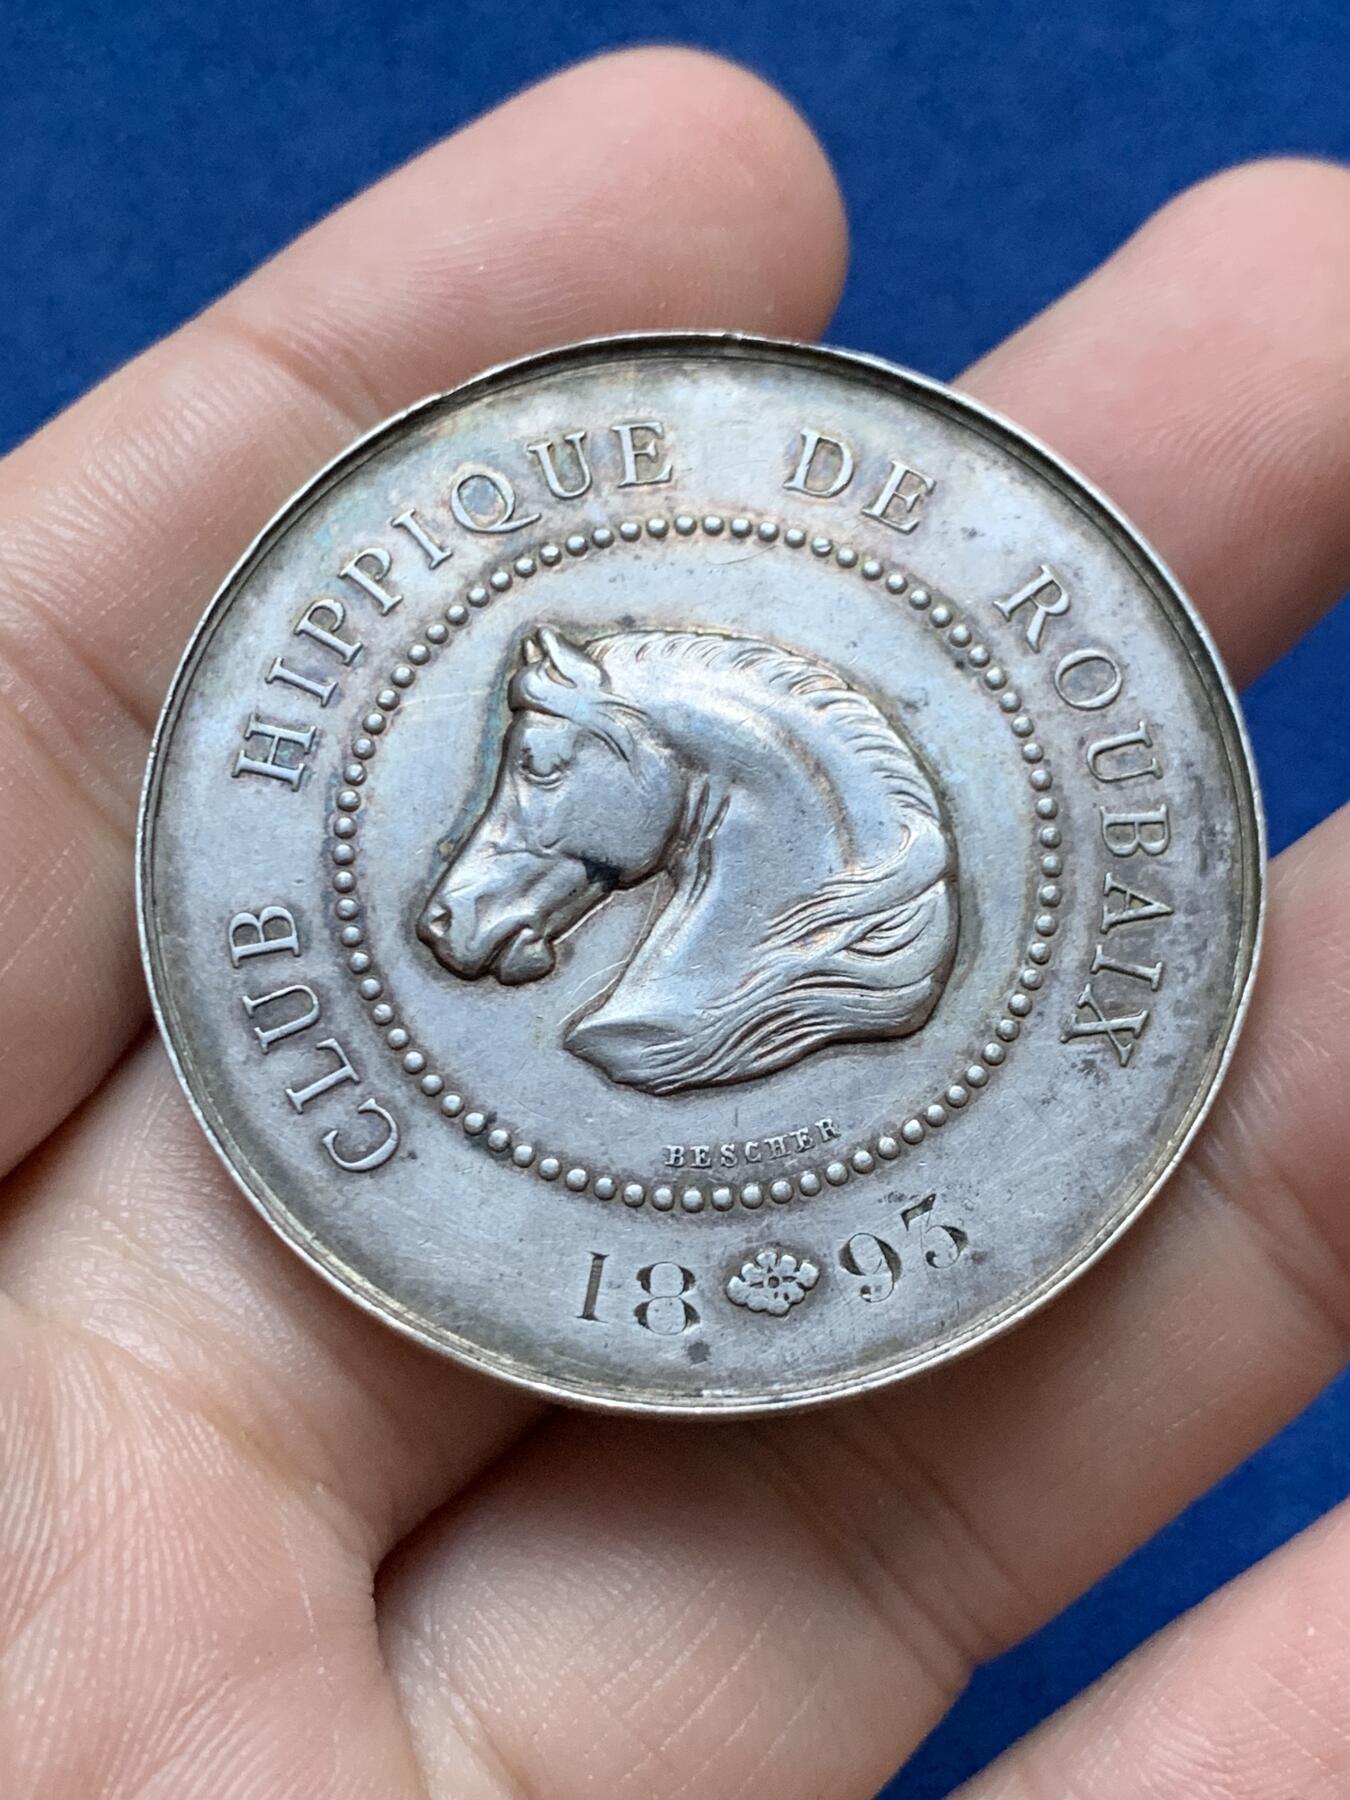 CLUB HIPPIQUE DE ROUBAIX
BESCHER
18 93